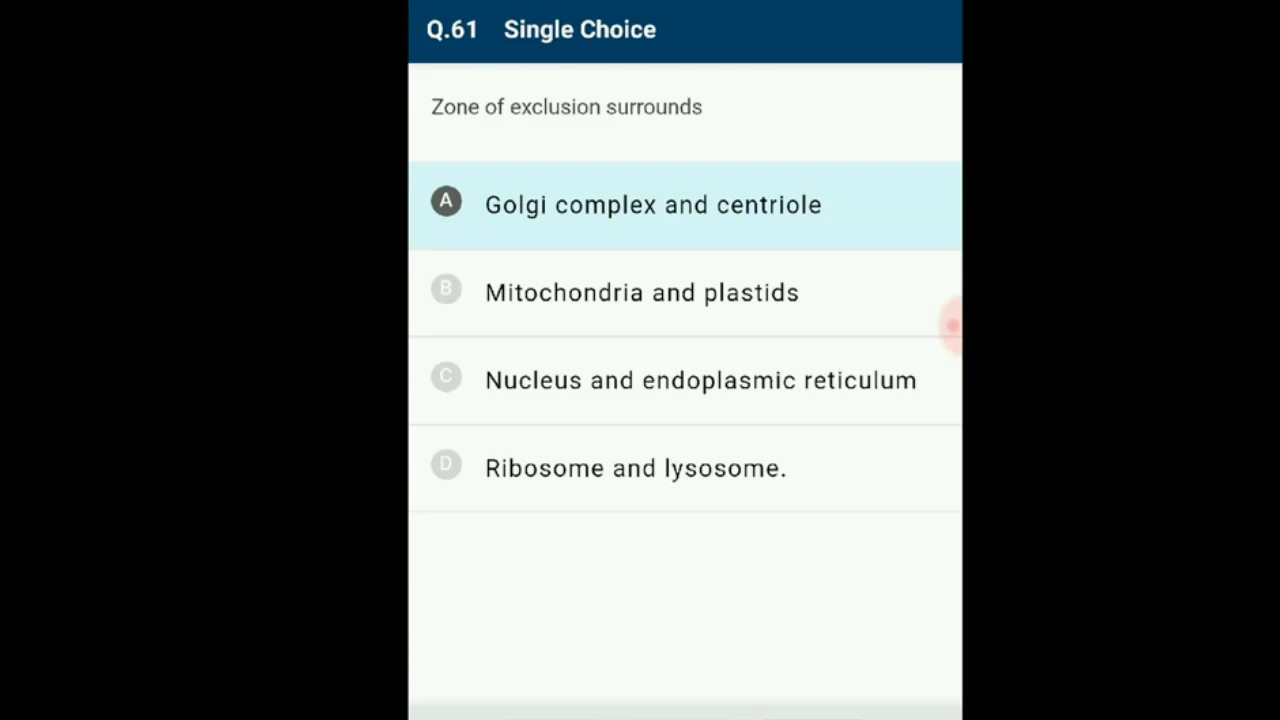 Q.61 Single Choice
Zone of exclusion surrounds
A Golgi complex and centriole
B Mitochondria and plastids
C Nucleus and endoplasmic reticulum
D Ribosome and lysosome.